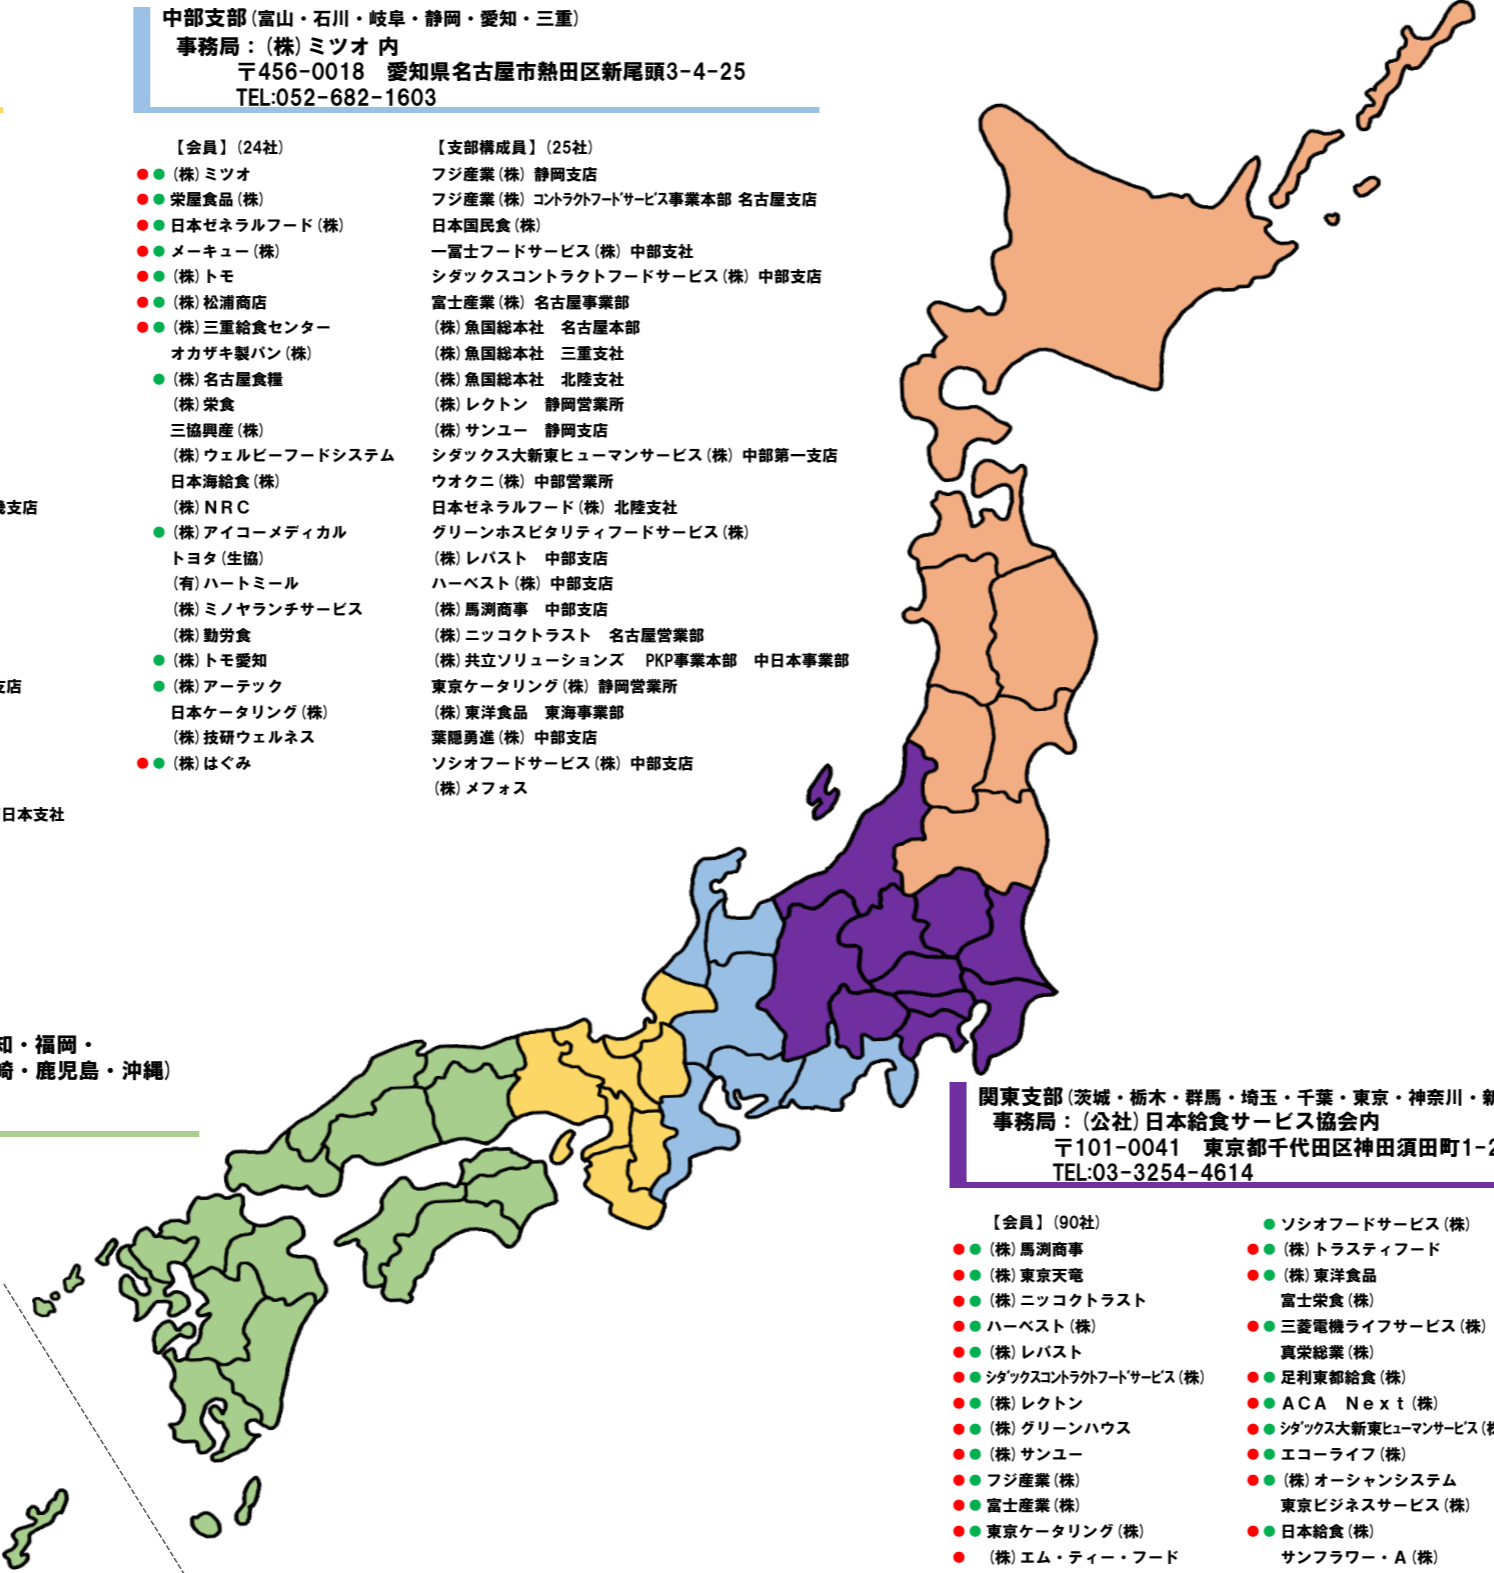 中部支部(富山・石川・岐阜・静岡・愛知・三重)
事務局：(株)ミツオ 内
〒456-0018　愛知県名古屋市熱田区新尾頭3-4-25
TEL:052-682-1603
【会員】(24社)
(株)ミツオ
栄屋食品(株)
日本ゼネラルフード(株)
メーキュー(株)
(株)トモ
(株)松浦商店
(株)三重給食センター
オカザキ製パン(株)
(株)名古屋食糧
(株)栄食
三協興産(株)
(株)ウェルビーフードシステム
日本海給食(株)
(株)ＮＲＣ
(株)アイコーメディカル
トヨタ(生協)
(有)ハートミール
(株)ミノヤランチサービス
(株)勤労食
(株)トモ愛知
(株)アーテック
日本ケータリング(株)
(株)技研ウェルネス
(株)はぐみ
【支部構成員】(25社)
フジ産業(株) 静岡支店
フジ産業(株) コントラクトフードサービス事業本部 名古屋支店
日本国民食(株)
一冨士フードサービス(株) 中部支社
シダックスコントラクトフードサービス(株) 中部支店
富士産業(株) 名古屋事業部
(株)魚国総本社　名古屋本部
(株)魚国総本社　三重支社
(株)魚国総本社　北陸支社
(株)レクトン　静岡営業所
(株)サンユー　静岡支店
シダックス大新東ヒューマンサービス(株) 中部第一支店
ウオクニ(株) 中部営業所
日本ゼネラルフード(株) 北陸支社
グリーンホスピタリティフードサービス(株)
(株)レパスト　中部支店
ハーベスト(株) 中部支店
(株)馬渕商事　中部支店
(株)ニッコクトラスト　名古屋営業部
(株)共立ソリューションズ　PKP事業本部　中日本事業部
東京ケータリング(株) 静岡営業所
(株)東洋食品　東海事業部
葉隠勇進(株) 中部支店
ソシオフードサービス(株) 中部支店
(株)メフォス
支店
支店
日本支社
知・福岡・
崎・鹿児島・沖縄)
関東支部(茨城・栃木・群馬・埼玉・千葉・東京・神奈川・新
事務局：(公社)日本給食サービス協会内
〒101-0041　東京都千代田区神田須田町1-2
TEL:03-3254-4614
【会員】(90社)
(株)馬渕商事
(株)東京天竜
(株)ニッコクトラスト
ハーベスト(株)
(株)レパスト
シダックスコントラクトフードサービス(株)
(株)レクトン
(株)グリーンハウス
(株)サンユー
フジ産業(株)
富士産業(株)
東京ケータリング(株)
(株)エム・ティー・フード
ソシオフードサービス(株)
(株)トラスティフード
(株)東洋食品
富士栄食(株)
三菱電機ライフサービス(株)
真栄総業(株)
足利東都給食(株)
ＡＣＡ　Ｎｅｘｔ(株)
シダックス大新東ヒューマンサービス(株
エコーライフ(株)
(株)オーシャンシステム
東京ビジネスサービス(株)
日本給食(株)
サンフラワー・Ａ(株)